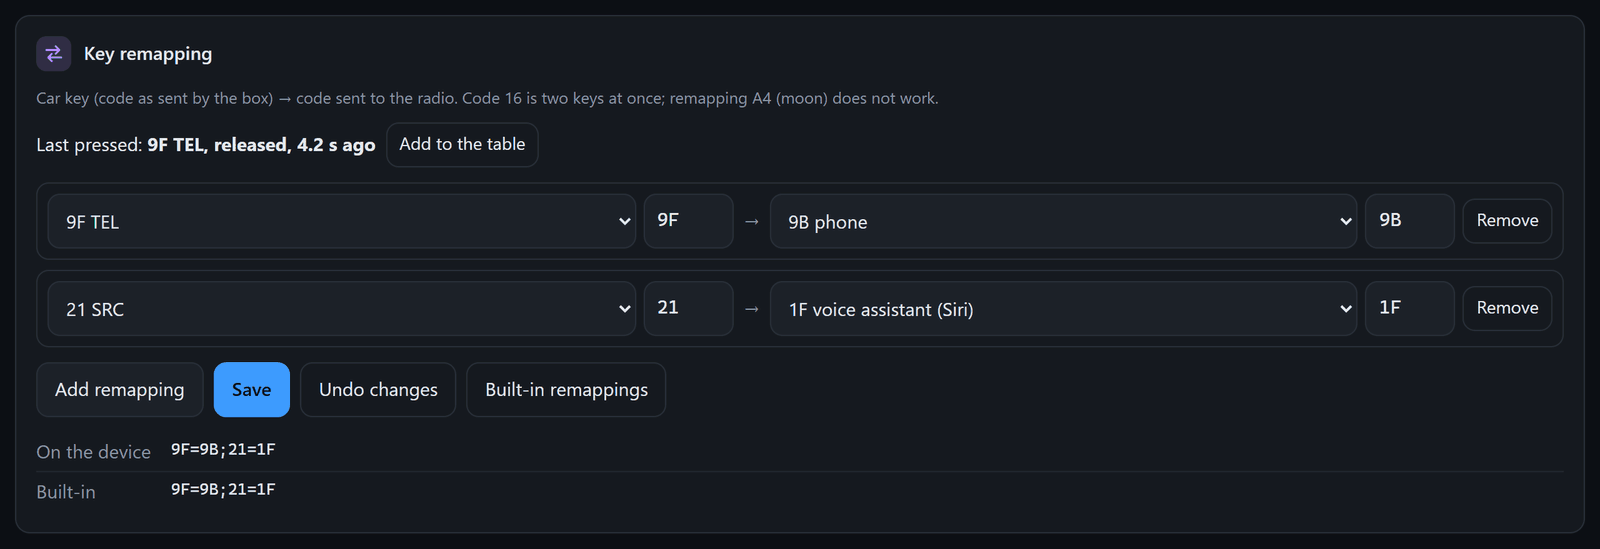 Key remapping
Car key (code as sent by the box) → code sent to the radio. Code 16 is two keys at once; remapping A4 (moon) does not work.
Last pressed: 9F TEL, released, 4.2 s ago Add to the table
9F TEL 9F → 9B phone 9B Remove
21 SRC 21 → 1F voice assistant (Siri) 1F Remove
Add remapping Save Undo changes Built-in remappings
On the device 9F=9B;21=1F
Built-in 9F=9B;21=1F